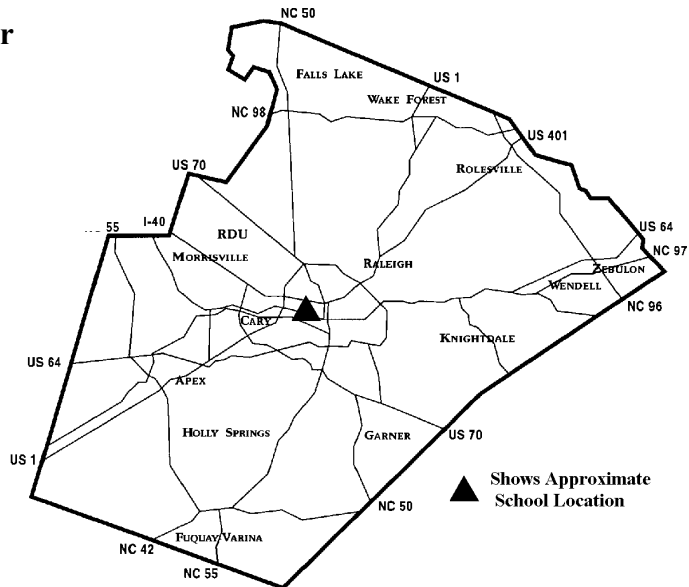 r
NC 50
FALLS LAKE
US 1
WAKE FOREST
NC 98
US 401
US 70
ROLESVILLE
55
I-40
RDU
US 64
MORRISVILLE
NC 97
RALEIGH
ZEBULON
WENDELL
NC 96
CARY
KNIGHTDALE
US 64
APEX
HOLLY SPRINGS
GARNER
US 70
US 1
Shows Approximate
School Location
NC 50
FUQUAY VARINA
NC 42
NC 55